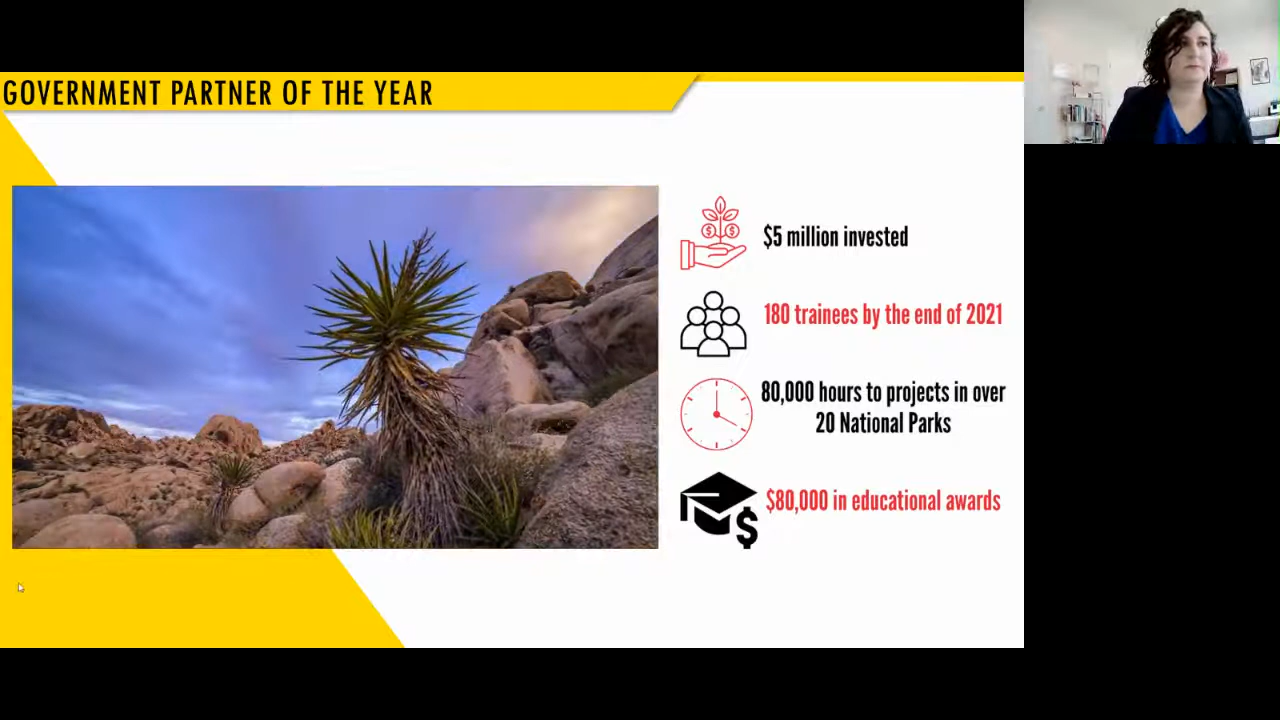 GOVERNMENT PARTNER OF THE YEAR
$5 million invested
180 trainees by the end of 2021
80,000 hours to projects in over
20 National Parks
$80,000 in educational awards